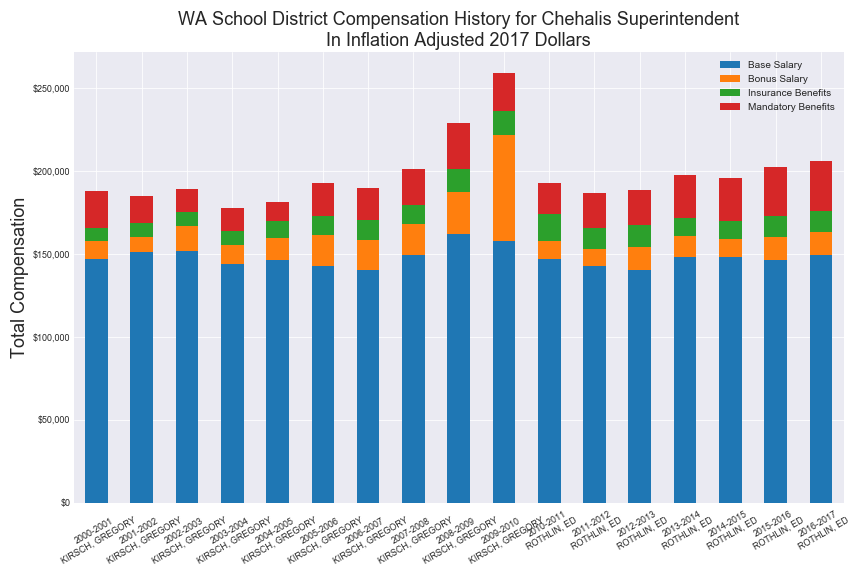 WA School District Compensation History for Chehalis Superintendent
In Inflation Adjusted 2017 Dollars
Base Salary
Bonus Salary
Insurance Benefits
Mandatory Benefits
Total Compensation
$250,000
$200,000
$150,000
$100,000
$50,000
$0
2000-2001
KIRSCH, GREGORY
2001-2002
KIRSCH, GREGORY
2002-2003
KIRSCH, GREGORY
2003-2004
KIRSCH, GREGORY
2004-2005
KIRSCH, GREGORY
2005-2006
KIRSCH, GREGORY
2006-2007
KIRSCH, GREGORY
2007-2008
KIRSCH, GREGORY
2008-2009
KIRSCH, GREGORY
2009-2010
KIRSCH, GREGORY
2010-2011
ROTHLIN, ED
2011-2012
ROTHLIN, ED
2012-2013
ROTHLIN, ED
2013-2014
ROTHLIN, ED
2014-2015
ROTHLIN, ED
2015-2016
ROTHLIN, ED
2016-2017
ROTHLIN, ED